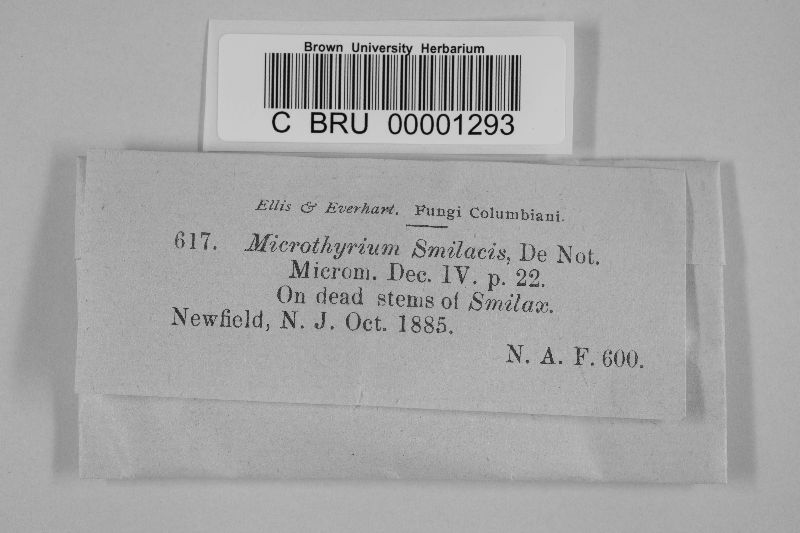 Brown University Herbarium
C BRU 00001293
Ellis & Everhart. Fungi Columbiani.
617. Microthyrium Smilacis, De Not.
Microm. Dec. IV. p. 22.
On dead stems of Smilax.
Newfield, N. J. Oct. 1885.
N. A. F. 600.